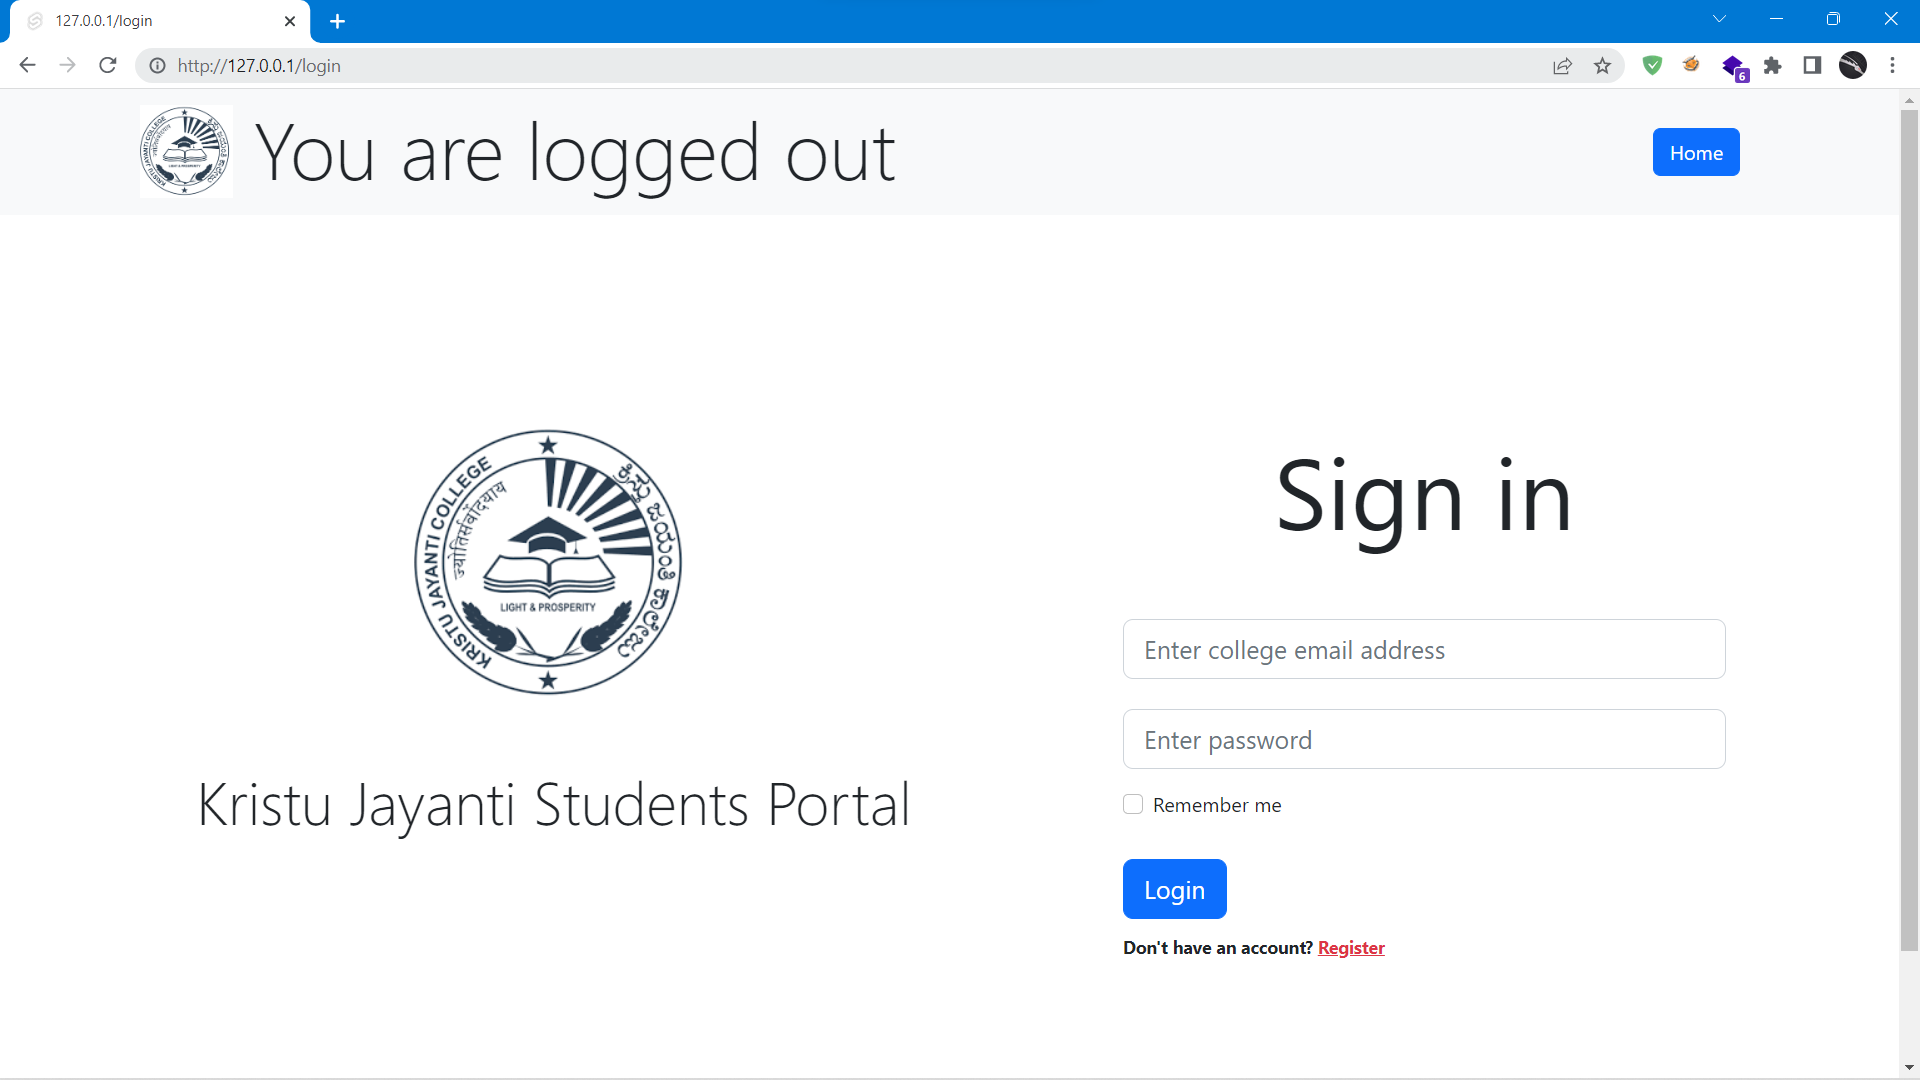 127.0.0.1/login
http://127.0.0.1/login
6
You are logged out
Home
KRISTU JAYANTI COLLEGE
ज्योतिर्सर्वोदयाय
ಕ್ರಿಸ್ತು ಜಯಂತಿ ಕಾಲೇಜು
LIGHT & PROSPERITY
Kristu Jayanti Students Portal
Sign in
Enter college email address
Enter password
Remember me
Login
Don't have an account? Register